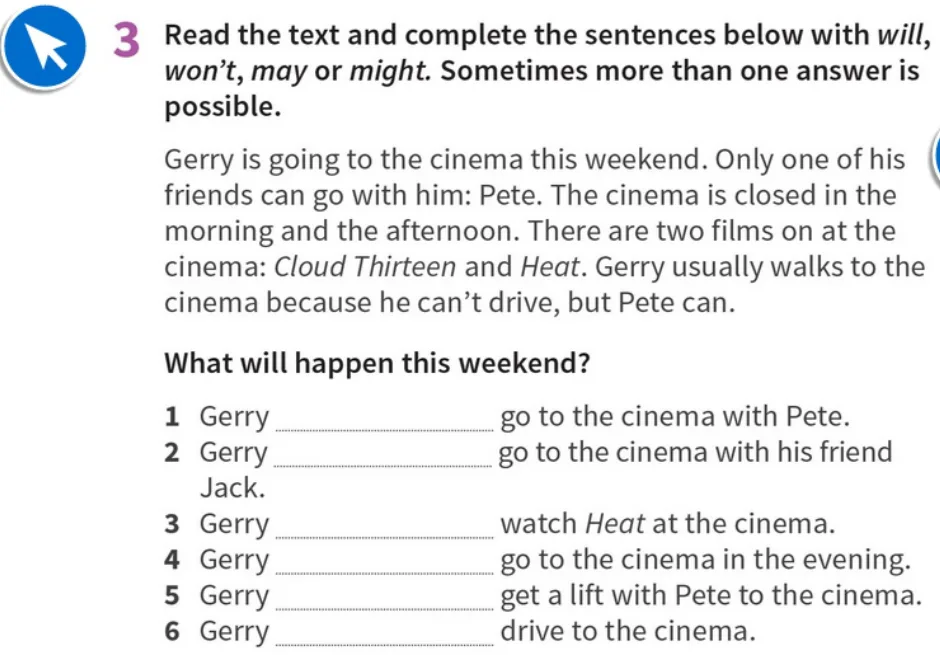 3 Read the text and complete the sentences below with will,
won't, may or might. Sometimes more than one answer is
possible.
Gerry is going to the cinema this weekend. Only one of his
friends can go with him: Pete. The cinema is closed in the
morning and the afternoon. There are two films on at the
cinema: Cloud Thirteen and Heat. Gerry usually walks to the
cinema because he can't drive, but Pete can.
What will happen this weekend?
1 Gerry ______ go to the cinema with Pete.
2 Gerry ______ go to the cinema with his friend
Jack.
3 Gerry ______ watch Heat at the cinema.
4 Gerry ______ go to the cinema in the evening.
5 Gerry ______ get a lift with Pete to the cinema.
6 Gerry ______ drive to the cinema.